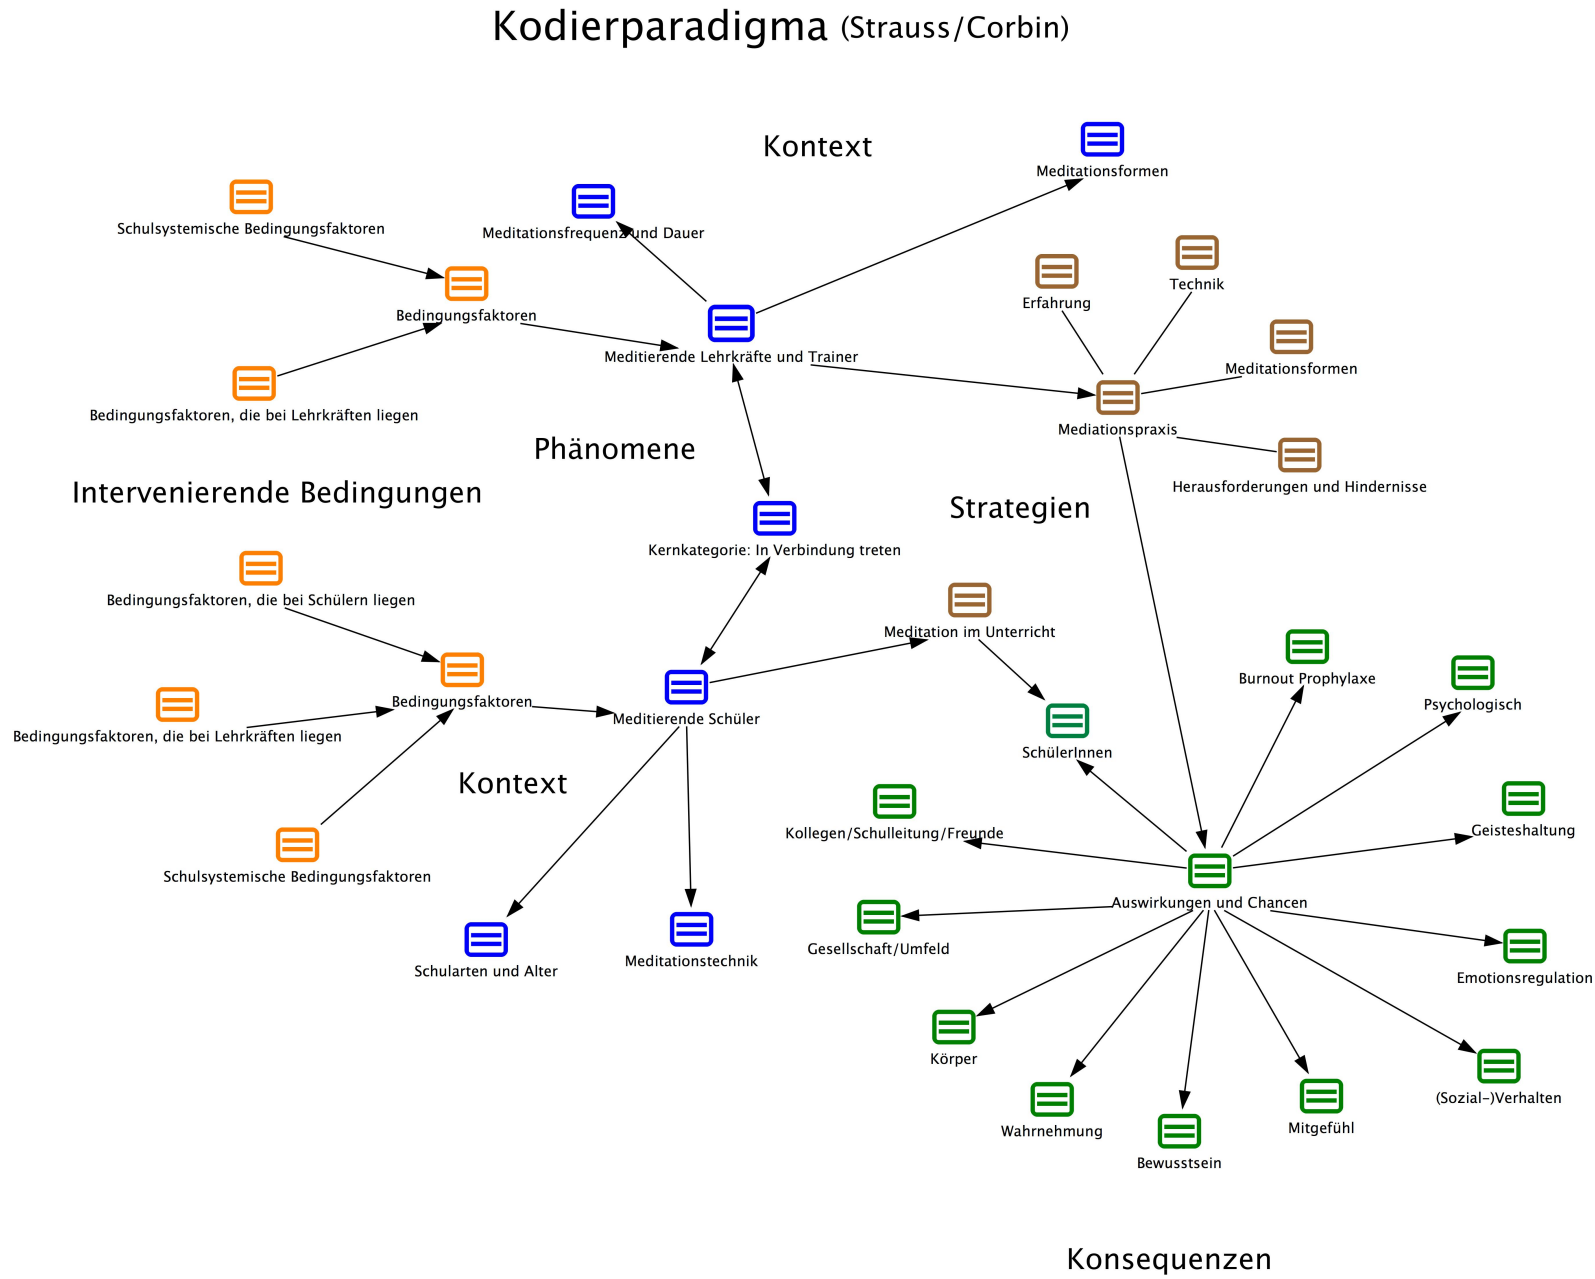 Kodierparadigma (Strauss/Corbin)
Kontext
Meditationsformen
Schulsystemische Bedingungsfaktoren
Meditationsfrequenz und Dauer
Technik
Erfahrung
Bedingungsfaktoren
Meditierende Lehrkräfte und Trainer
Meditationsformen
Bedingungsfaktoren, die bei Lehrkräften liegen
Mediationspraxis
Phänomene
Herausforderungen und Hindernisse
Intervenierende Bedingungen
Strategien
Kernkategorie: In Verbindung treten
Bedingungsfaktoren, die bei Schülern liegen
Meditation im Unterricht
Burnout Prophylaxe
Bedingungsfaktoren
Psychologisch
Meditierende Schüler
Bedingungsfaktoren, die bei Lehrkräften liegen
SchülerInnen
Kontext
Kollegen/Schulleitung/Freunde
Geisteshaltung
Schulsystemische Bedingungsfaktoren
Auswirkungen und Chancen
Gesellschaft/Umfeld
Meditationstechnik
Schularten und Alter
Emotionsregulation
Körper
(Sozial-)Verhalten
Wahrnehmung
Mitgefühl
Bewusstsein
Konsequenzen